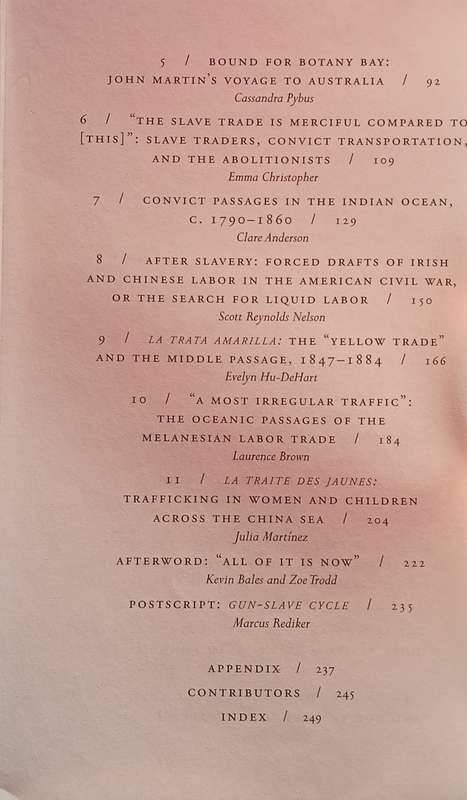 5 / BOUND FOR BOTANY BAY:
JOHN MARTIN'S VOYAGE TO AUSTRALIA / 92
Cassandra Pybus
6 / "THE SLAVE TRADE IS MERCIFUL COMPARED TO
[THIS]": SLAVE TRADERS, CONVICT TRANSPORTATION,
AND THE ABOLITIONISTS / 109
Emma Christopher
7 / CONVICT PASSAGES IN THE INDIAN OCEAN,
C. 1790–1860 / 129
Clare Anderson
8 / AFTER SLAVERY: FORCED DRAFTS OF IRISH
AND CHINESE LABOR IN THE AMERICAN CIVIL WAR,
OR THE SEARCH FOR LIQUID LABOR / 150
Scott Reynolds Nelson
9 / LA TRATA AMARILLA: THE "YELLOW TRADE"
AND THE MIDDLE PASSAGE, 1847–1884 / 166
Evelyn Hu-DeHart
10 / "A MOST IRREGULAR TRAFFIC":
THE OCEANIC PASSAGES OF THE
MELANESIAN LABOR TRADE / 184
Laurence Brown
11 / LA TRAITE DES JAUNES:
TRAFFICKING IN WOMEN AND CHILDREN
ACROSS THE CHINA SEA / 204
Julia Martínez
AFTERWORD: "ALL OF IT IS NOW" / 222
Kevin Bales and Zoe Trodd
POSTSCRIPT: GUN-SLAVE CYCLE / 235
Marcus Rediker
APPENDIX / 237
CONTRIBUTORS / 245
INDEX / 249